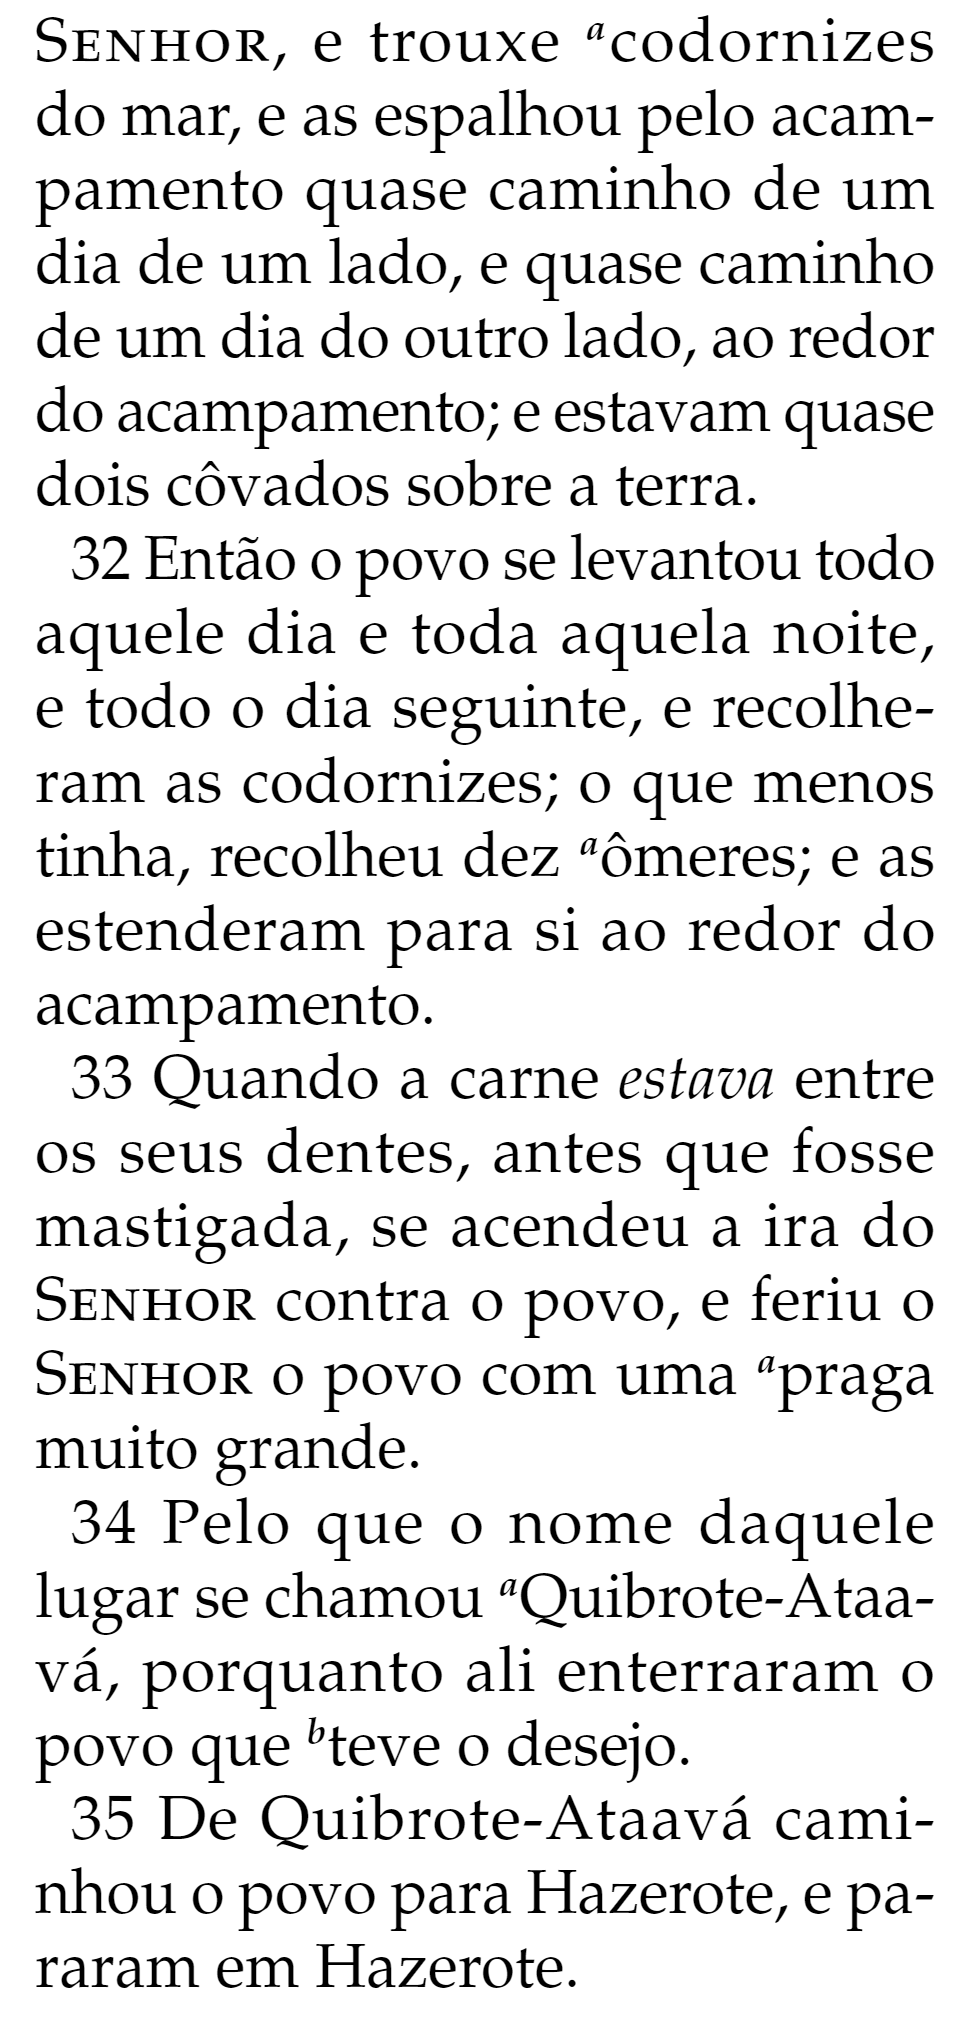 SENHOR, e trouxe ᵃcodornizes
do mar, e as espalhou pelo acam-
pamento quase caminho de um
dia de um lado, e quase caminho
de um dia do outro lado, ao redor
do acampamento; e estavam quase
dois côvados sobre a terra.
32 Então o povo se levantou todo
aquele dia e toda aquela noite,
e todo o dia seguinte, e recolhe-
ram as codornizes; o que menos
tinha, recolheu dez ᵃômeres; e as
estenderam para si ao redor do
acampamento.
33 Quando a carne estava entre
os seus dentes, antes que fosse
mastigada, se acendeu a ira do
SENHOR contra o povo, e feriu o
SENHOR o povo com uma ᵃpraga
muito grande.
34 Pelo que o nome daquele
lugar se chamou ᵃQuibrote-Ataa-
vá, porquanto ali enterraram o
povo que ᵇteve o desejo.
35 De Quibrote-Ataavá cami-
nhou o povo para Hazerote, e pa-
raram em Hazerote.